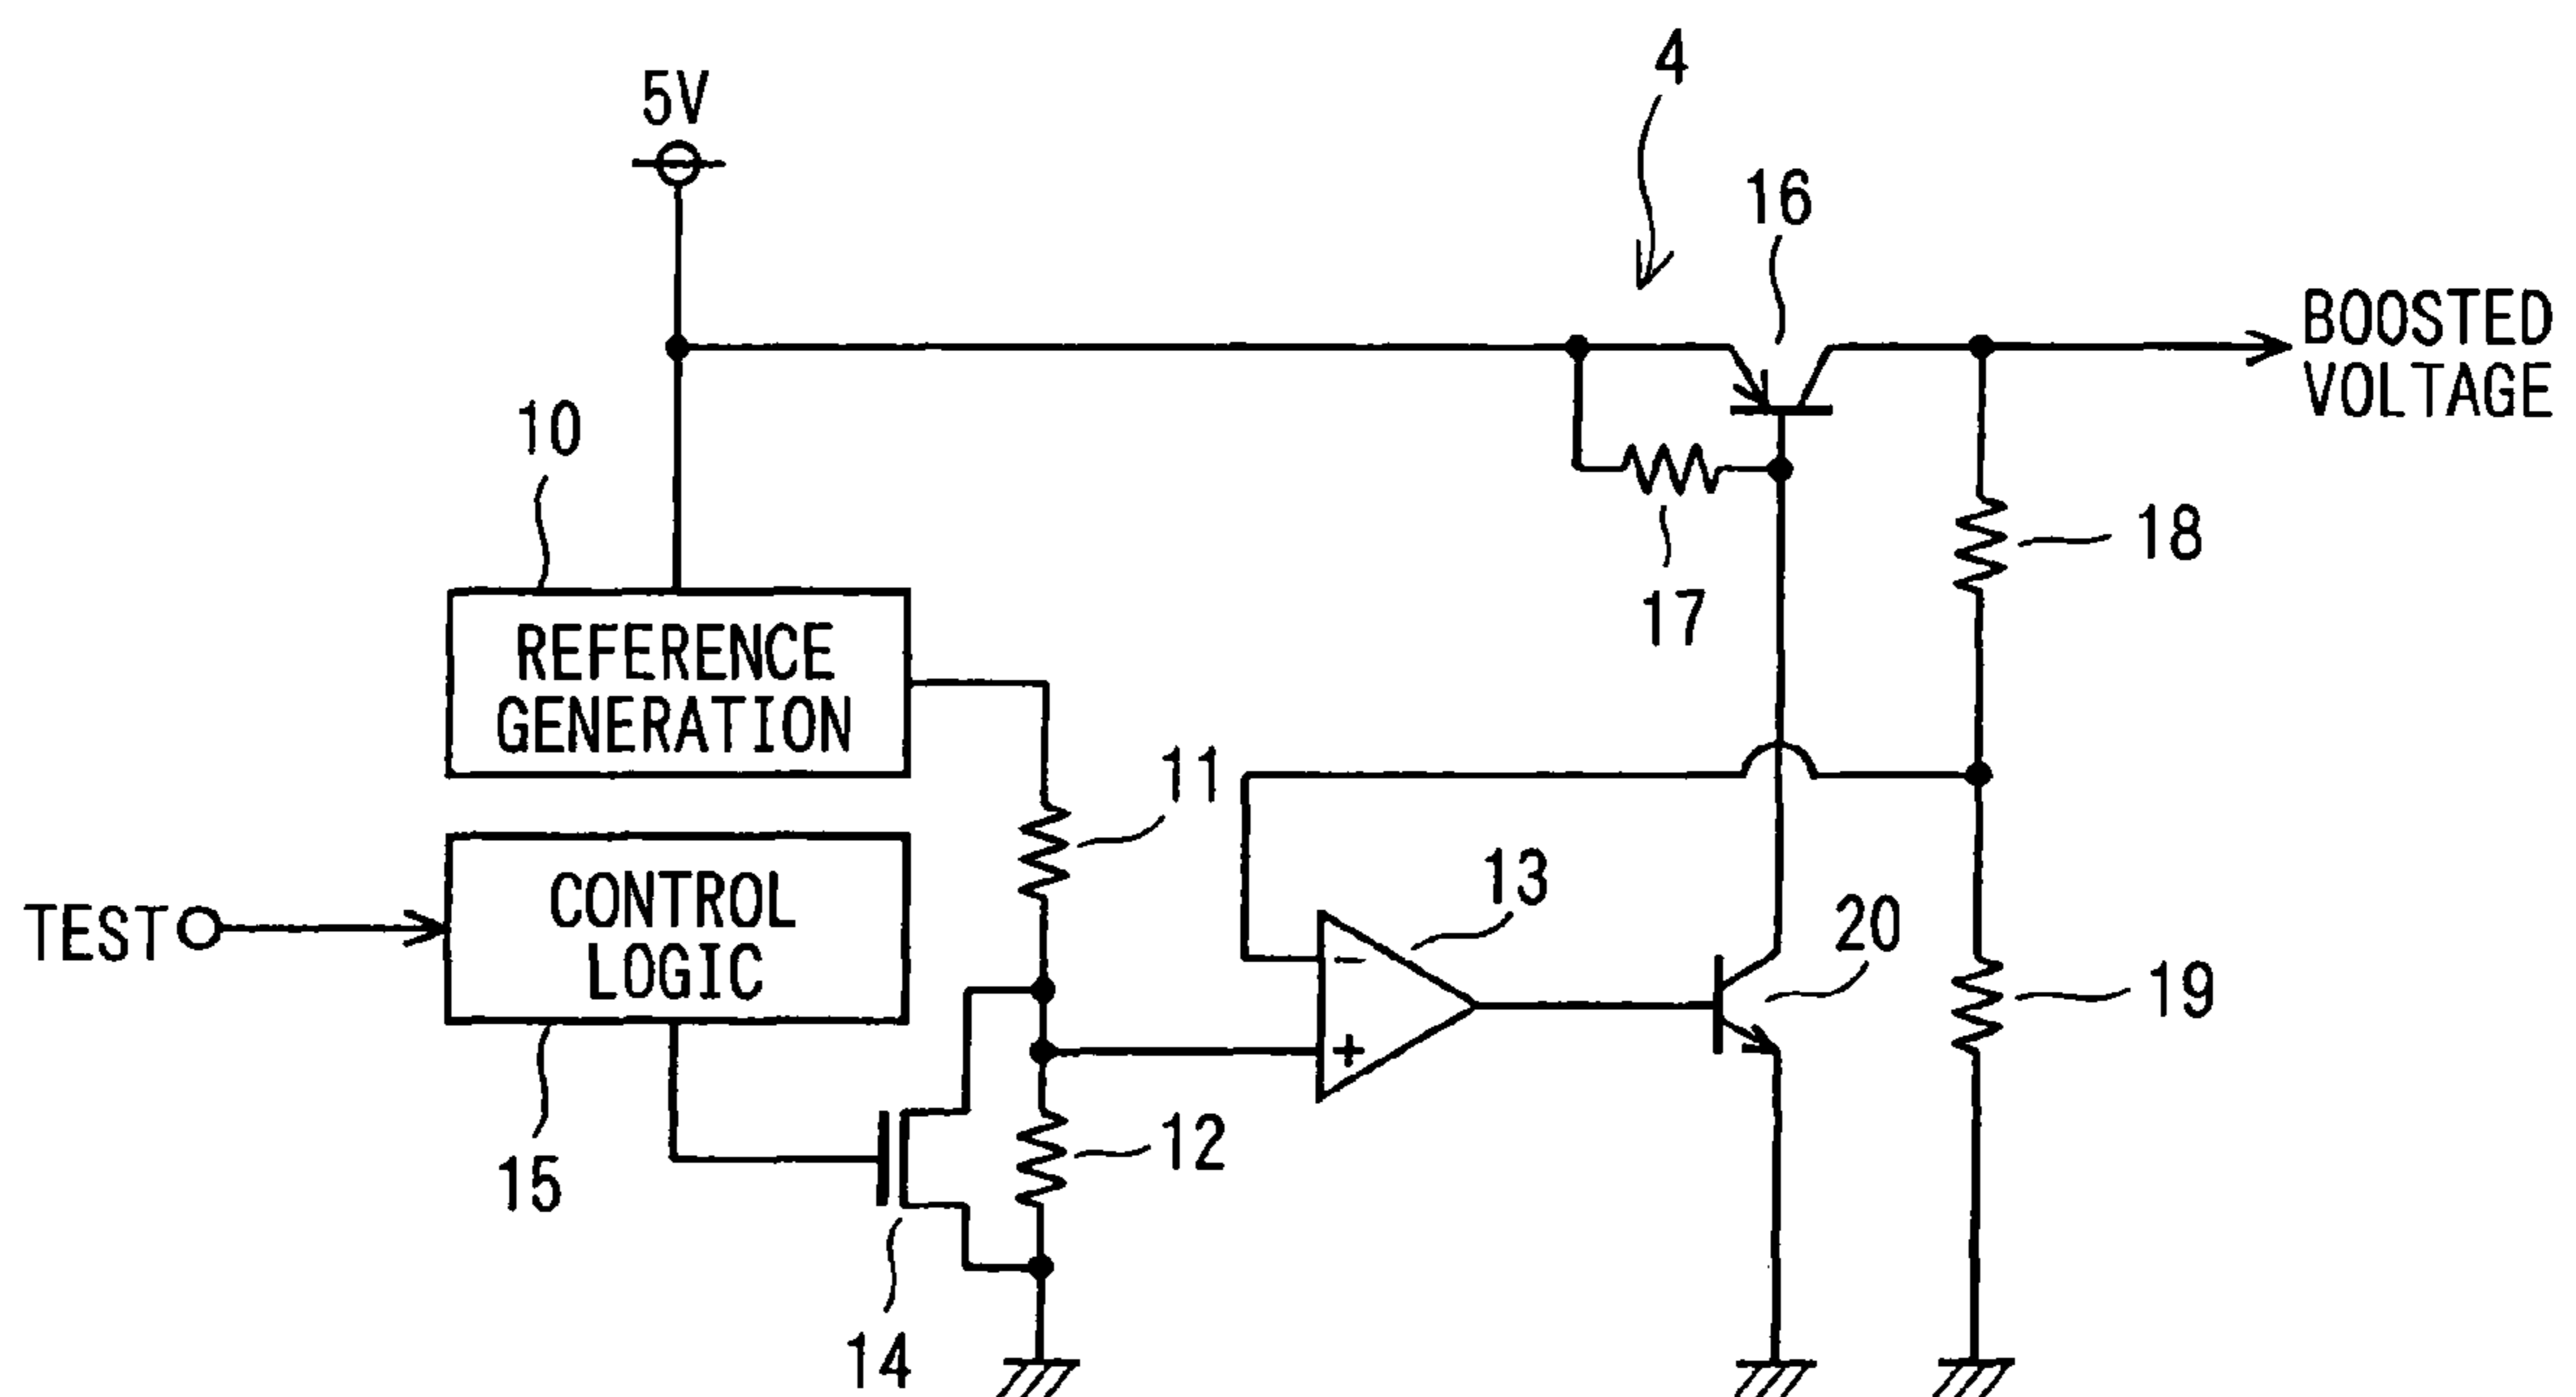 4
5V
16
BOOSTED
VOLTAGE
10
18
17
REFERENCE
GENERATION
11
13
CONTROL
LOGIC
TEST
20
19
-
+
12
15
14